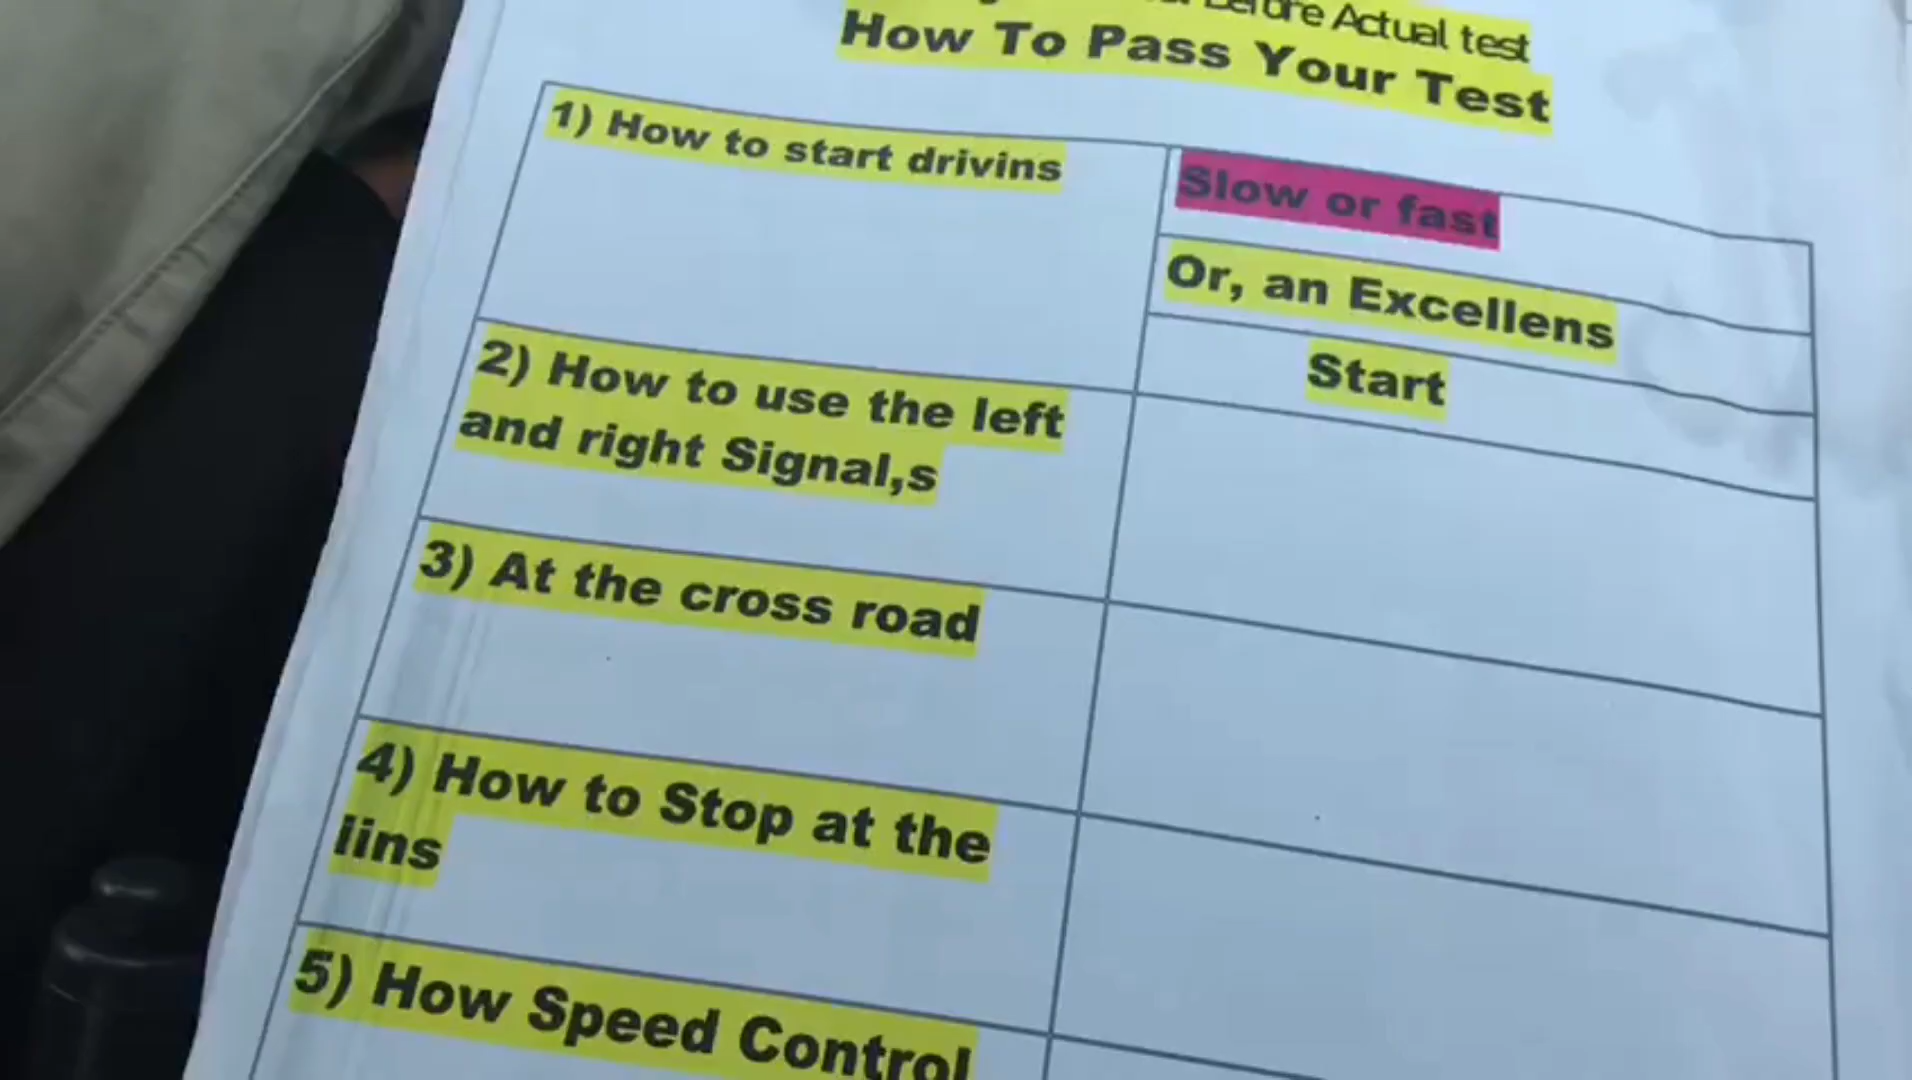 Before Actual test
How To Pass Your Test
1) How to start drivins
Slow or fast
Or, an Excellens
Start
2) How to use the left
and right Signal,s
3) At the cross road
4) How to Stop at the
lins
5) How Speed Control